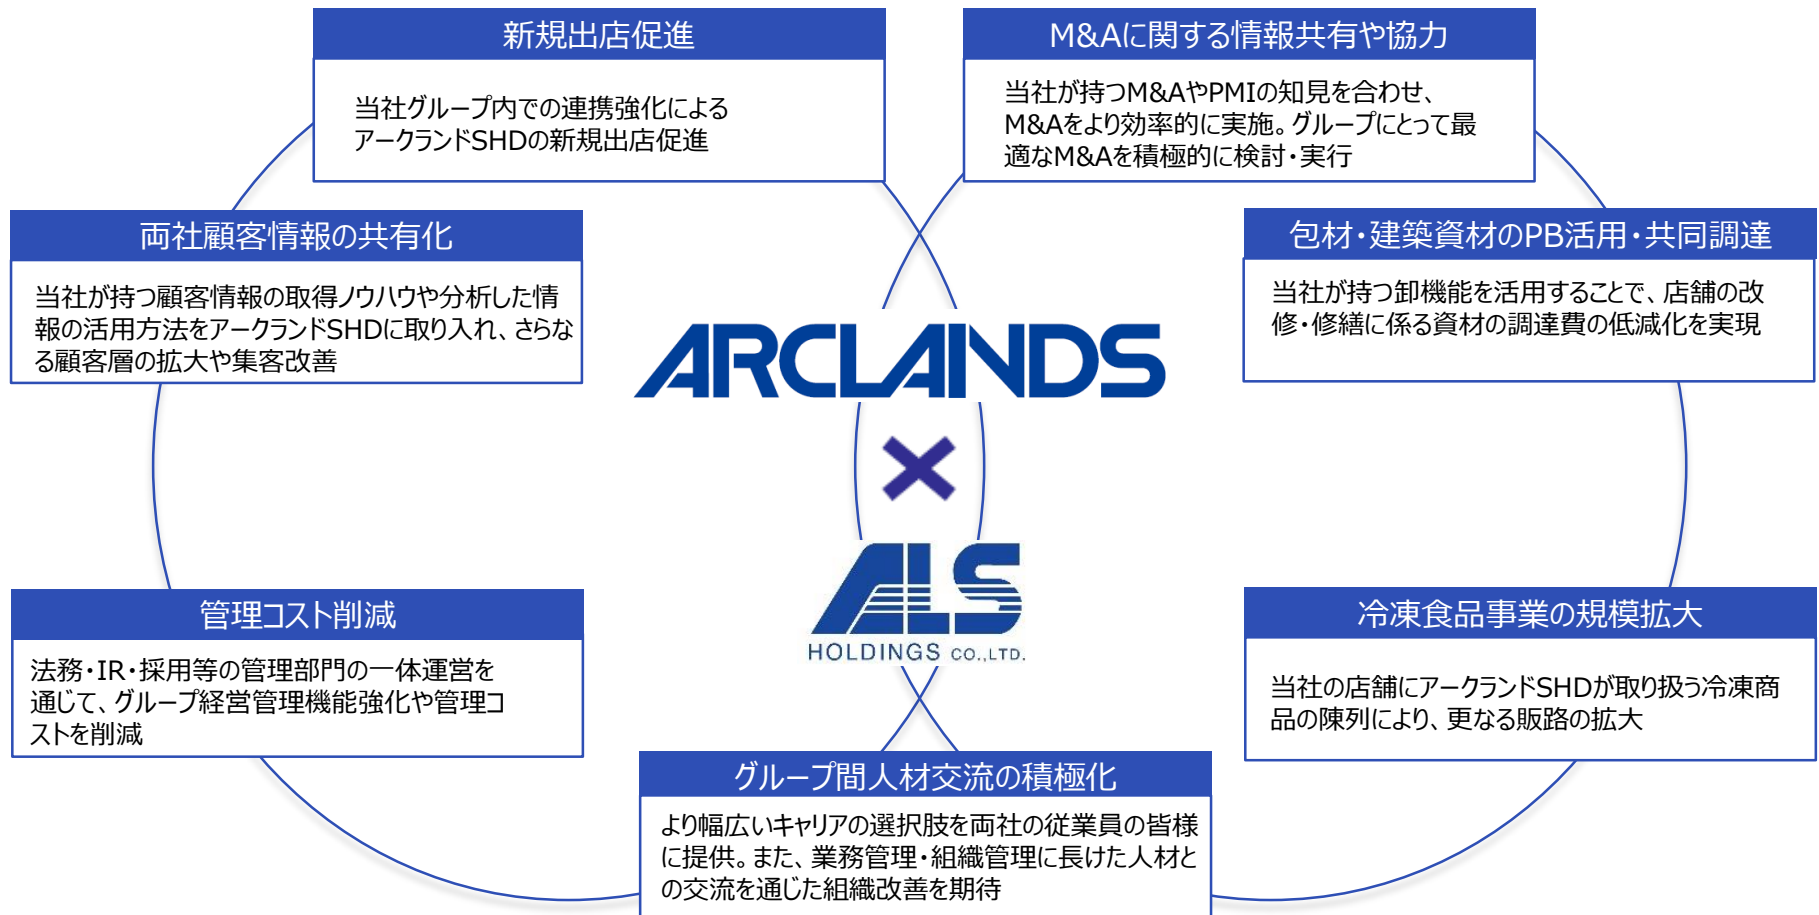 新規出店促進
当社グループ内での連携強化による
アークランドSHDの新規出店促進
M&Aに関する情報共有や協力
当社が持つM&AやPMIの知見を合わせ、
M&Aをより効率的に実施。グループにとって最
適なM&Aを積極的に検討・実行
両社顧客情報の共有化
当社が持つ顧客情報の取得ノウハウや分析した情
報の活用方法をアークランドSHDに取り入れ、さらな
る顧客層の拡大や集客改善
包材・建築資材のPB活用・共同調達
当社が持つ卸機能を活用することで、店舗の改
修・修繕に係る資材の調達費の低減化を実現
ARCLANDS
×
ALS
HOLDINGS CO.,LTD.
管理コスト削減
法務・IR・採用等の管理部門の一体運営を
通じて、グループ経営管理機能強化や管理コ
ストを削減
冷凍食品事業の規模拡大
当社の店舗にアークランドSHDが取り扱う冷凍商
品の陳列により、更なる販路の拡大
グループ間人材交流の積極化
より幅広いキャリアの選択肢を両社の従業員の皆様
に提供。また、業務管理・組織管理に長けた人材と
の交流を通じた組織改善を期待